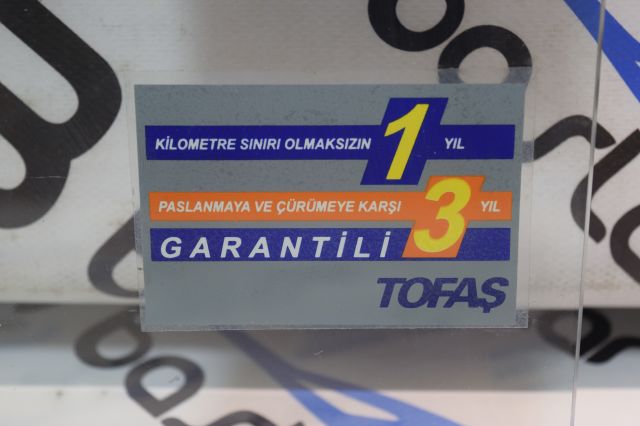 KİLOMETRE SINIRI OLMAKSIZIN 1 YIL
PASLANMAYA VE ÇÜRÜMEYE KARŞI 3 YIL
GARANTİLİ
TOFAŞ